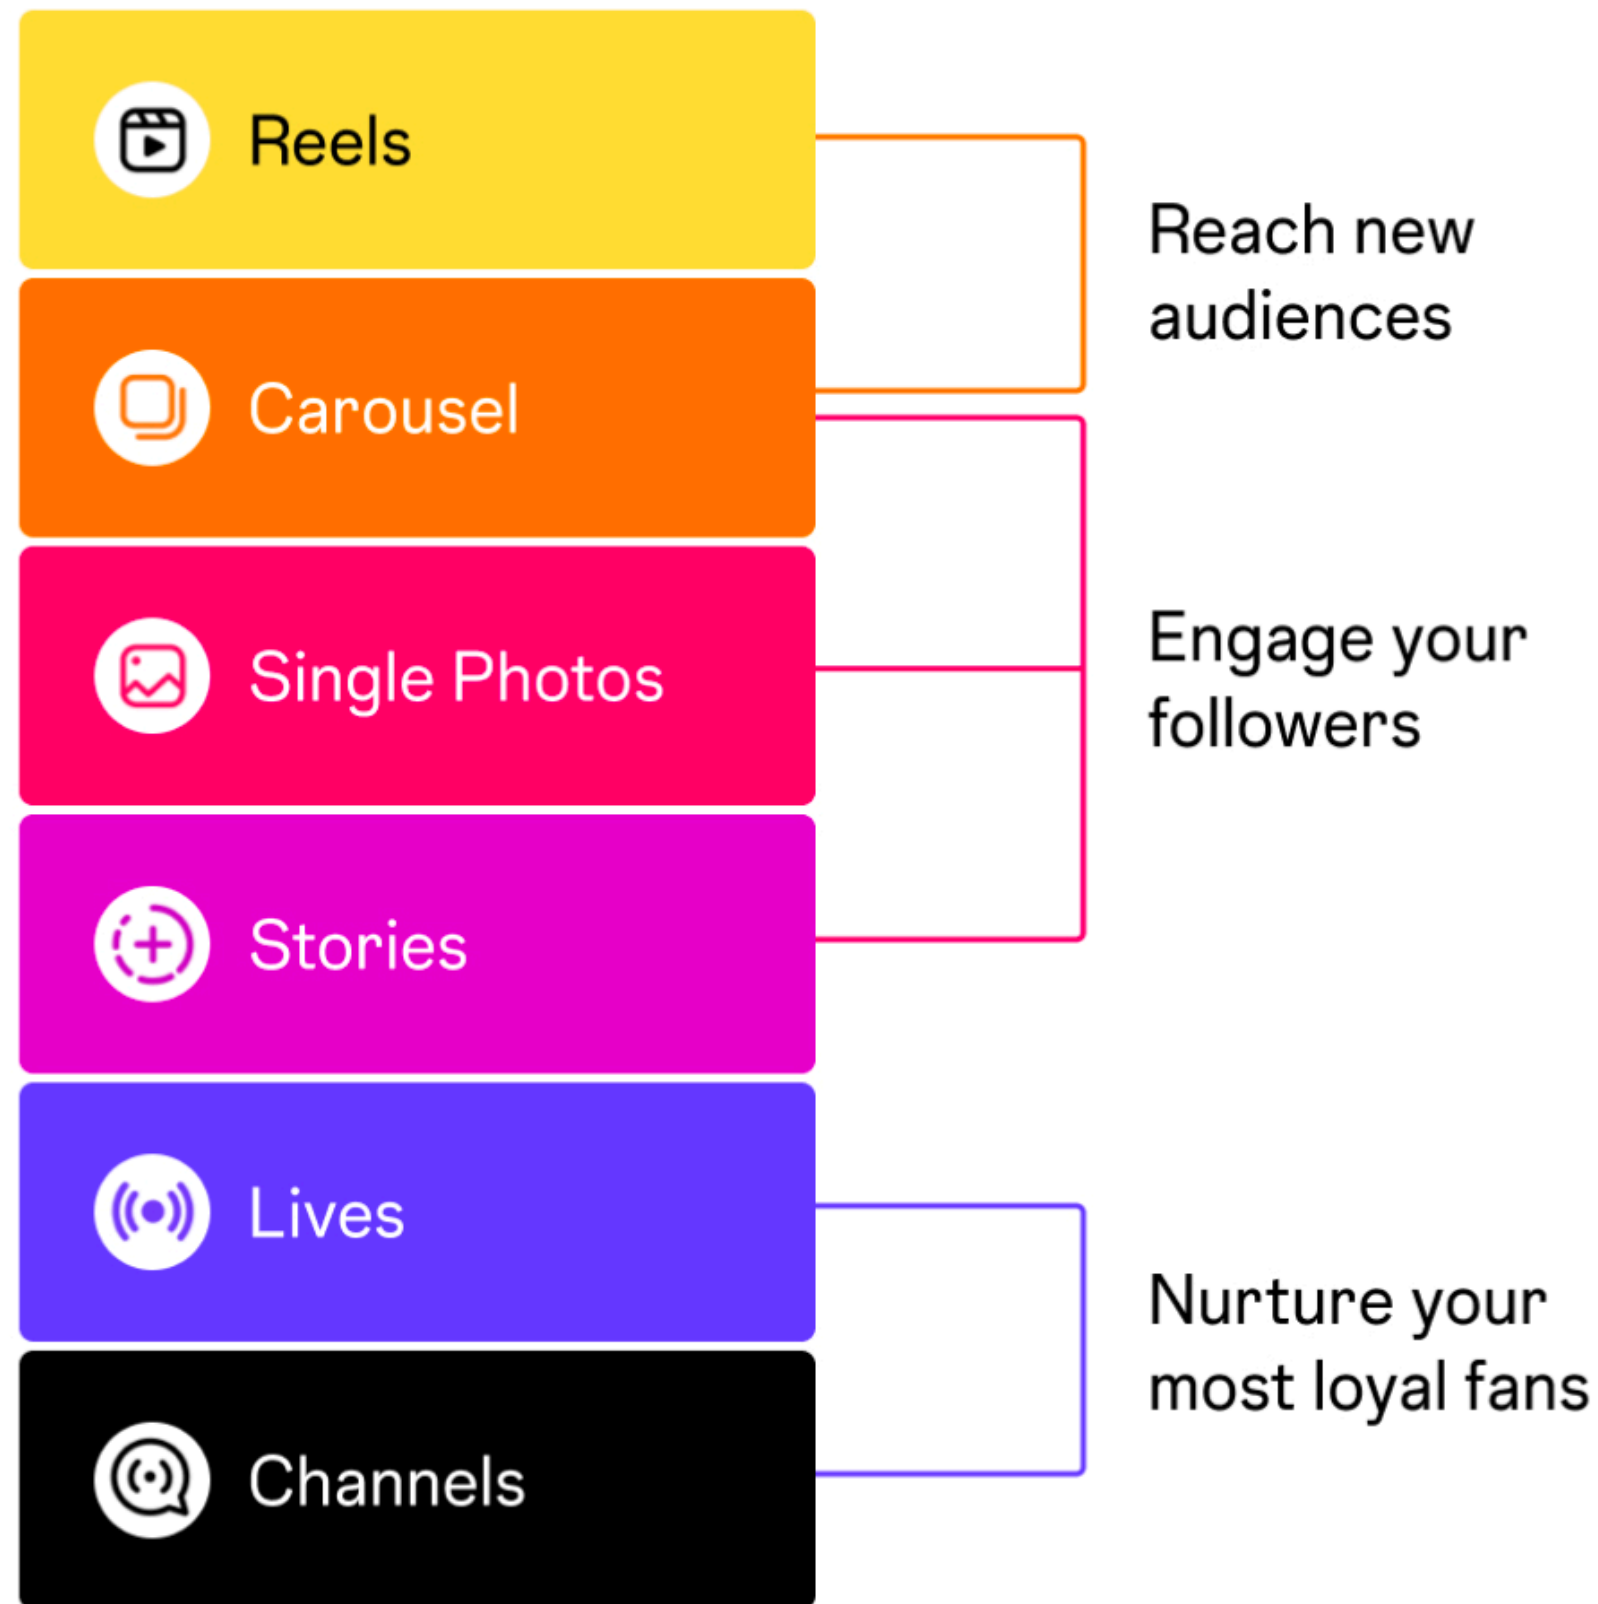 Reels
Carousel
Single Photos
Stories
Lives
Channels
Reach new
audiences
Engage your
followers
Nurture your
most loyal fans